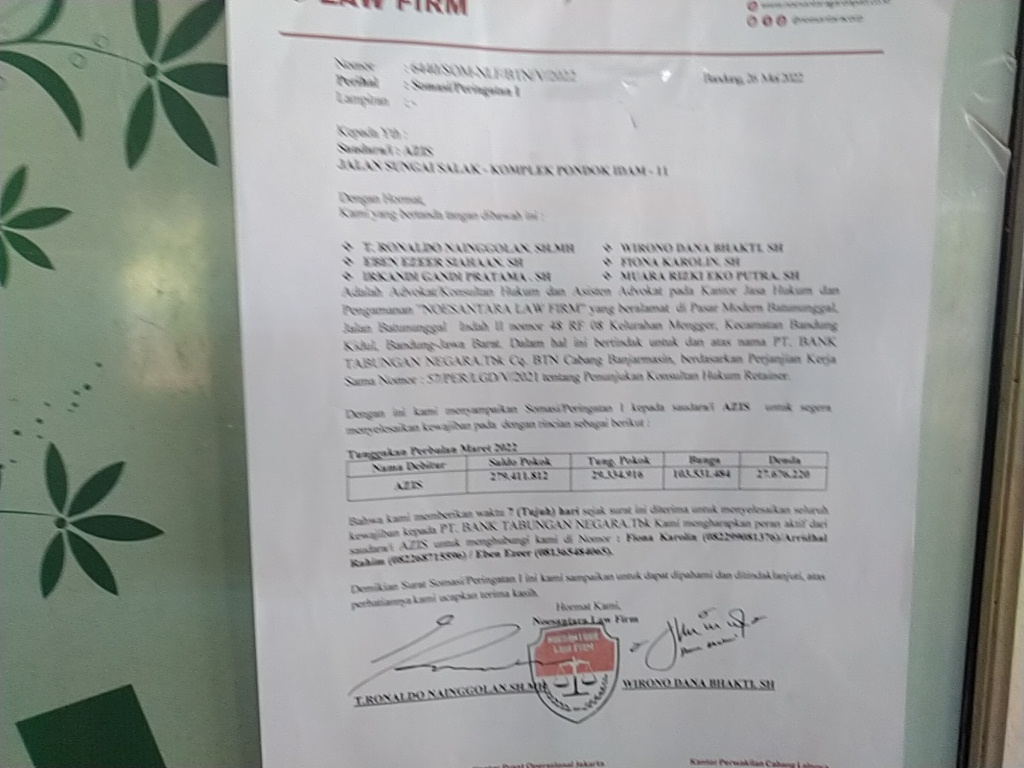 LAW FIRM
Nomor : 6440/SOM-NLF/BTN/V/2022
Bandung, 26 Mei 2022
Perihal : Somasi/Peringatan I
Lampiran : -
Kepada Yth :
Saudara/i : AZIS
JALAN SUNGAI SALAK - KOMPLEK PONDOK IDAM - 11
Dengan Hormat,
Kami yang bertanda tangan dibawah ini :
❖ T. RONALDO NAINGGOLAN, SH.MH ❖ WIRONO DANA BHAKTI, SH
❖ EBEN EZEER SIAHAAN, SH ❖ FIONA KAROLIN, SH
❖ IRKANDI GANDI PRATAMA , SH ❖ MUARA RIZKI EKO PUTRA, SH
Adalah Advokat/Konsultan Hukum dan Asisten Advokat pada Kantor Jasa Hukum dan
Pengamanan "NOESANTARA LAW FIRM" yang beralamat di Pasar Modern Batununggal,
Jalan Batununggal Indah II nomor 48 RF 08 Kelurahan Mengger, Kecamatan Bandung
Kidul, Bandung-Jawa Barat. Dalam hal ini bertindak untuk dan atas nama PT. BANK
TABUNGAN NEGARA.Tbk Cq. BTN Cabang Banjarmasin, berdasarkan Perjanjian Kerja
Sama Nomor : 57/PER/LGD/V/2021 tentang Penunjukan Konsultan Hukum Retainer.
Dengan ini kami menyampaikan Somasi/Peringatan I kepada saudara/i AZIS untuk segera
menyelesaikan kewajiban pada dengan rincian sebagai berikut :
Tunggakan Perbulan Maret 2022
Nama Debitur Saldo Pokok Tung. Pokok Bunga Denda
AZIS 279.411.812 29.334.916 103.531.484 27.676.220
Bahwa kami memberikan waktu 7 (Tujuh) hari sejak surat ini diterima untuk menyelesaikan seluruh
kewajiban kepada PT. BANK TABUNGAN NEGARA.Tbk Kami mengharapkan peran aktif dari
saudara/i AZIS untuk menghubungi kami di Nomor : Fiona Karolin (082299081376)/Arridhal
Rahim (082268715596) / Eben Ezeer (081365484065).
Demikian Surat Somasi/Peringatan I ini kami sampaikan untuk dapat dipahami dan ditindaklanjuti, atas
perhatiannya kami ucapkan terima kasih.
Hormat Kami,
Noesantara Law Firm
NOESANTARA
LAW FIRM
T.RONALDO NAINGGOLAN SH.MH
WIRONO DANA BHAKTI, SH
Kantor Pusat Operasional Jakarta
Kantor Perwakilan Cabang